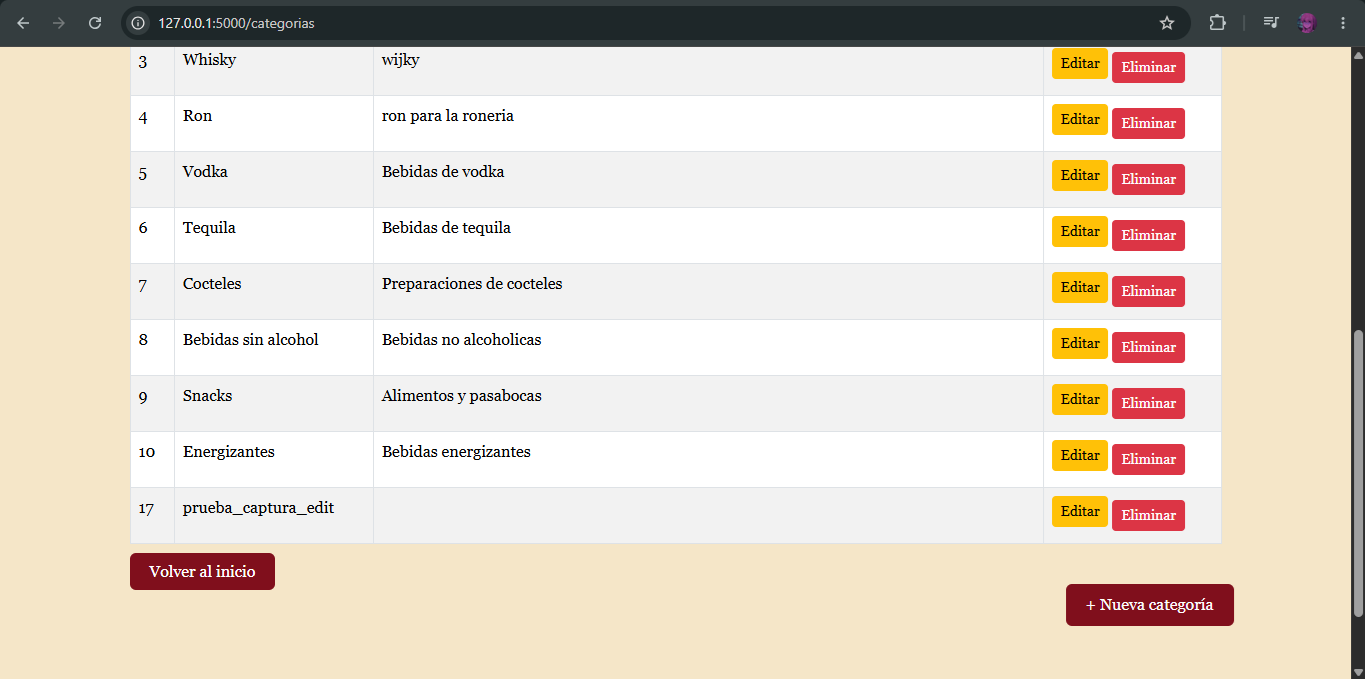 127.0.0.1:5000/categorias
3 Whisky wijky Editar Eliminar
4 Ron ron para la roneria Editar Eliminar
5 Vodka Bebidas de vodka Editar Eliminar
6 Tequila Bebidas de tequila Editar Eliminar
7 Cocteles Preparaciones de cocteles Editar Eliminar
8 Bebidas sin alcohol Bebidas no alcoholicas Editar Eliminar
9 Snacks Alimentos y pasabocas Editar Eliminar
10 Energizantes Bebidas energizantes Editar Eliminar
17 prueba_captura_edit Editar Eliminar
Volver al inicio
+ Nueva categoría